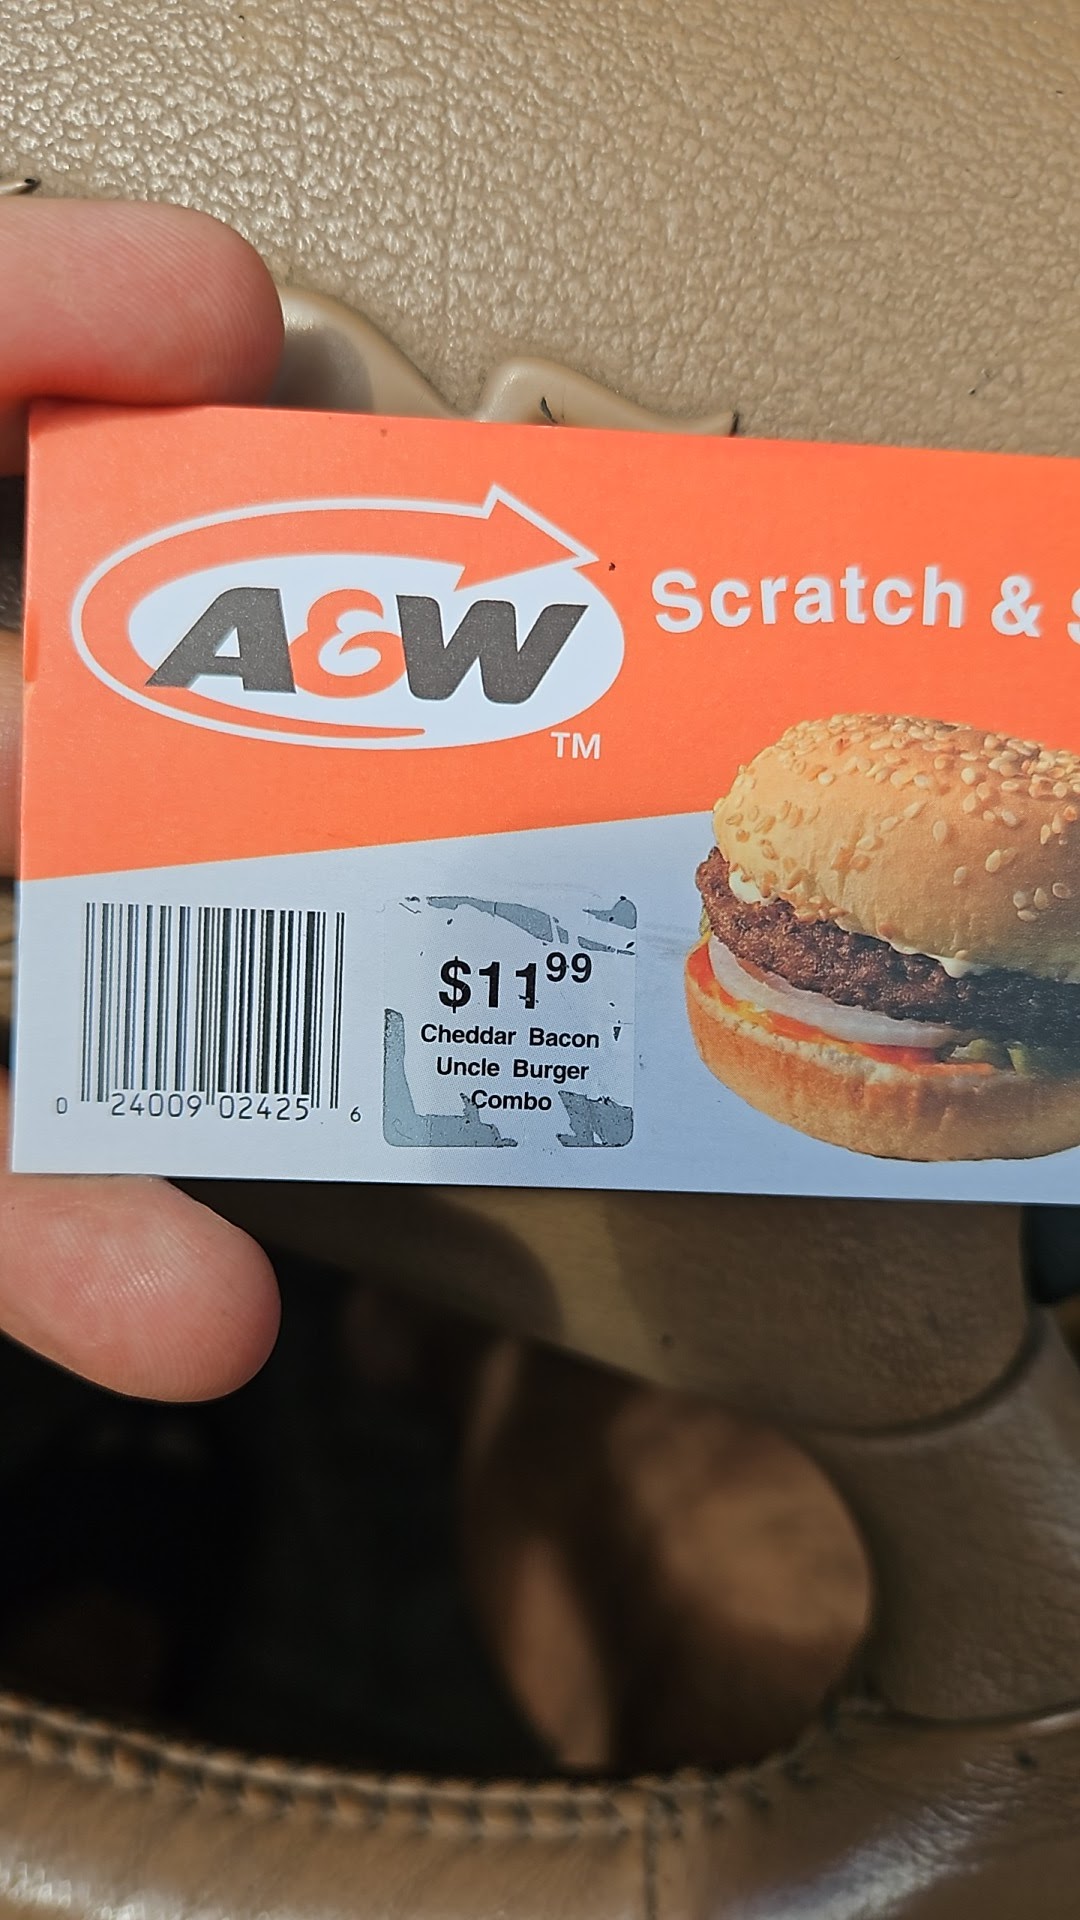 A&W
TM
Scratch &
$11.99
Cheddar Bacon
Uncle Burger
Combo
0 24009 02425 6